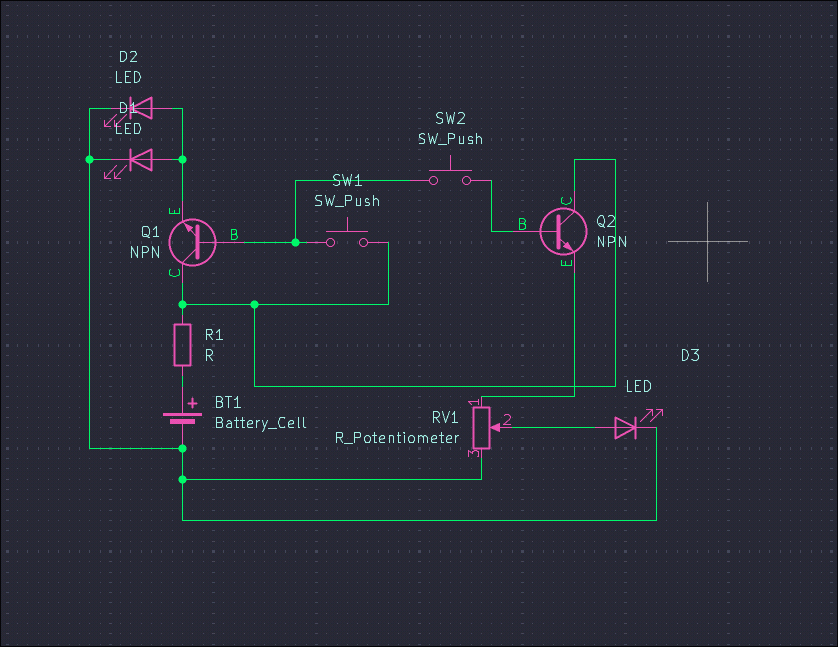 D2
LED
D1
LED
SW2
SW_Push
SW1
SW_Push
E
Q1
B
NPN
C
C
B
Q2
NPN
E
R1
R
D3
LED
+
BT1
Battery_Cell
1
RV1
2
R_Potentiometer
3